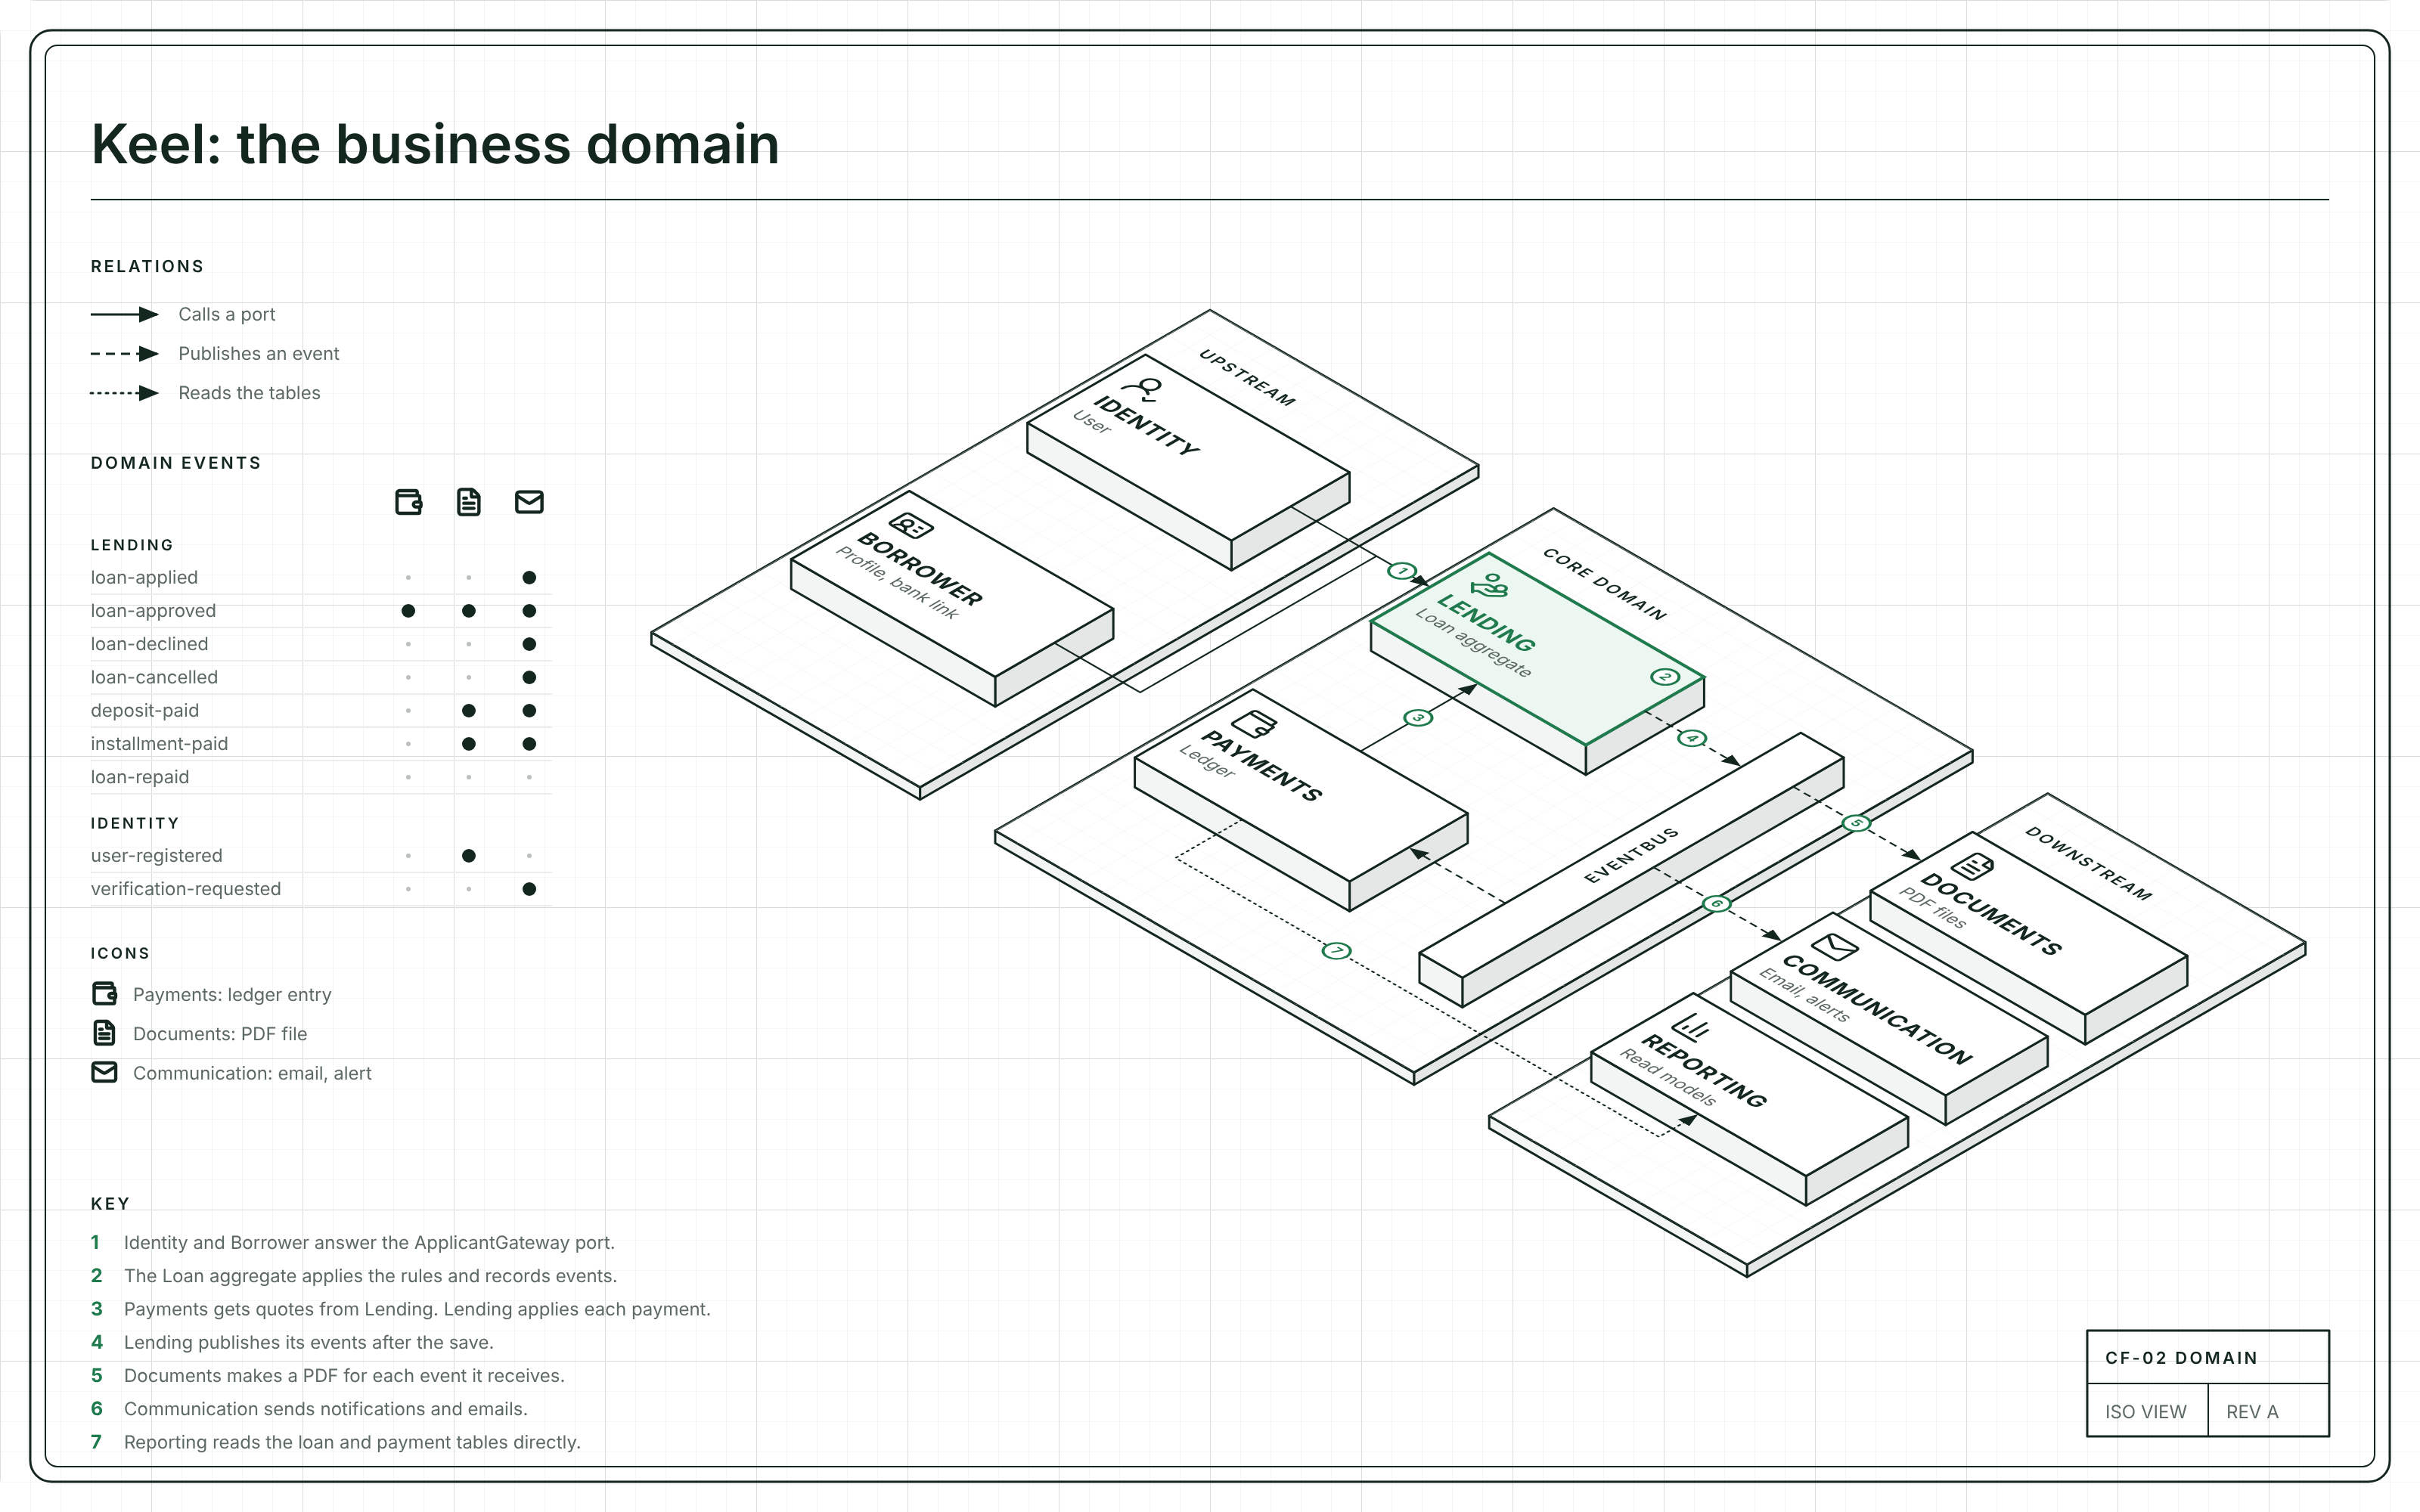 Keel: the business domain
RELATIONS
Calls a port
Publishes an event
Reads the tables
DOMAIN EVENTS
LENDING
loan-applied
loan-approved
loan-declined
loan-cancelled
deposit-paid
installment-paid
loan-repaid
IDENTITY
user-registered
verification-requested
ICONS
Payments: ledger entry
Documents: PDF file
Communication: email, alert
KEY
1 Identity and Borrower answer the ApplicantGateway port.
2 The Loan aggregate applies the rules and records events.
3 Payments gets quotes from Lending. Lending applies each payment.
4 Lending publishes its events after the save.
5 Documents makes a PDF for each event it receives.
6 Communication sends notifications and emails.
7 Reporting reads the loan and payment tables directly.
UPSTREAM
IDENTITY
User
BORROWER
Profile, bank link
1
CORE DOMAIN
LENDING
Loan aggregate
2
3
4
PAYMENTS
Ledger
EVENTBUS
5
6
7
DOWNSTREAM
DOCUMENTS
PDF files
COMMUNICATION
Email, alerts
REPORTING
Read models
CF-02 DOMAIN
ISO VIEW
REV A